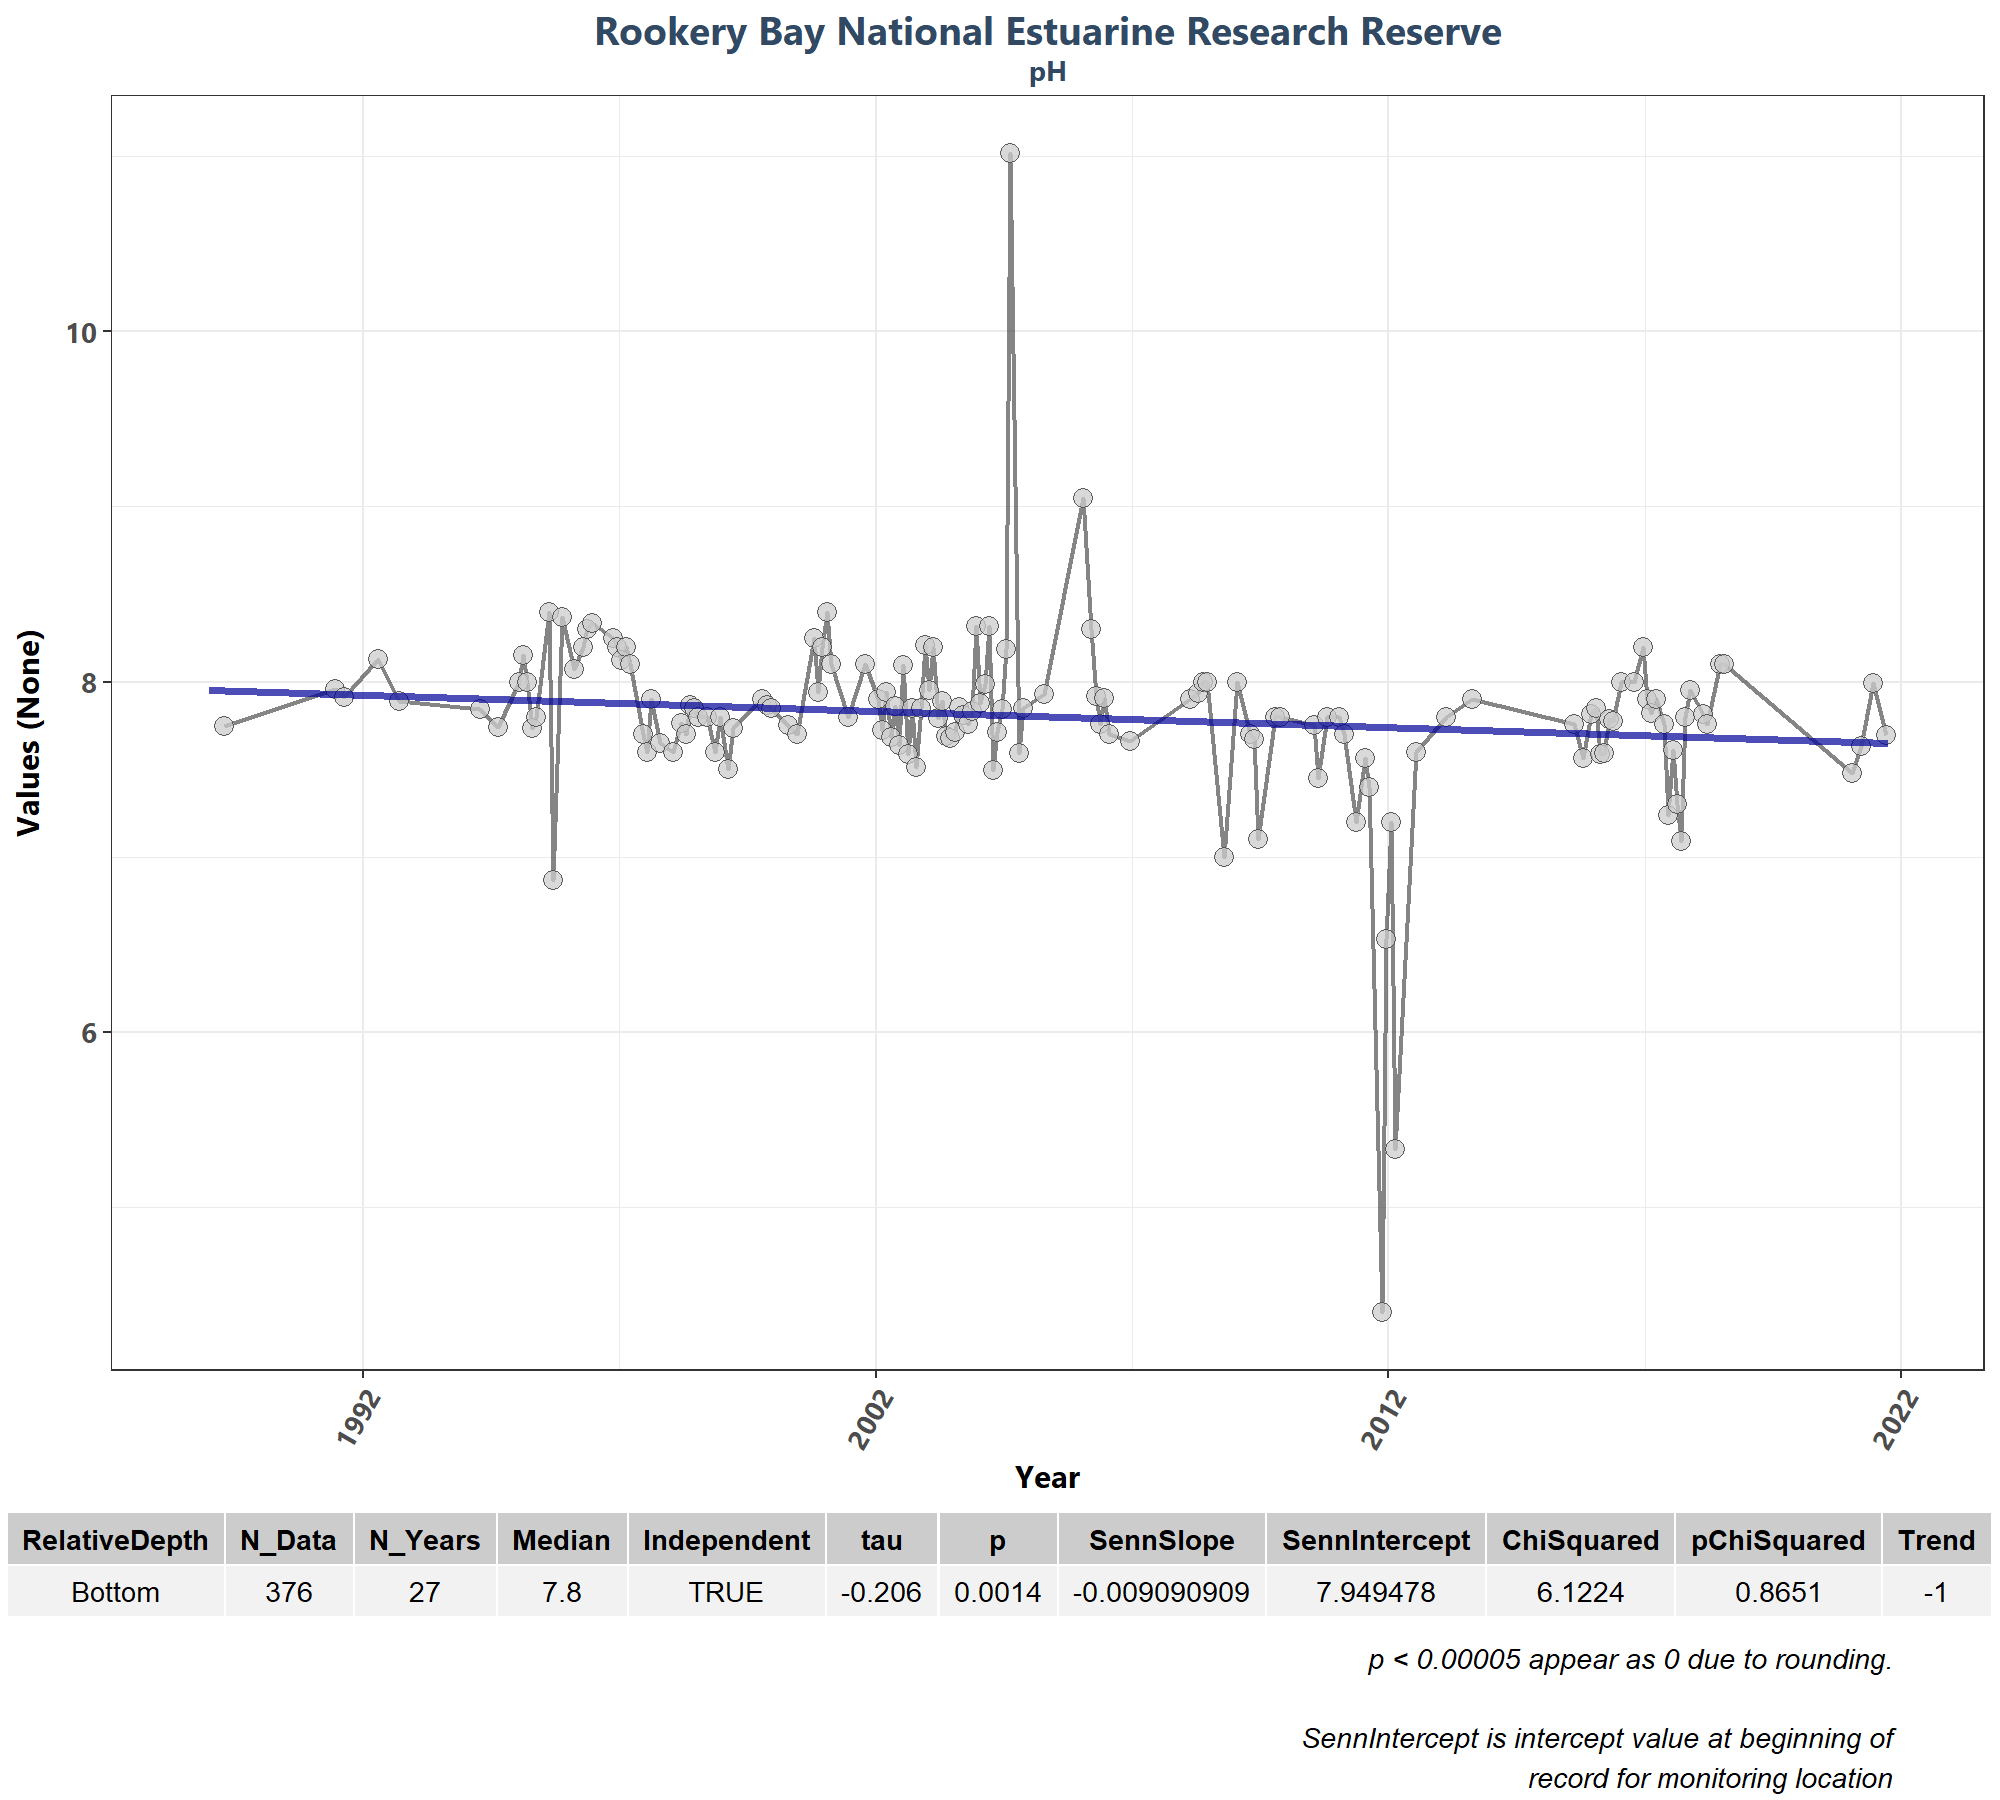 Rookery Bay National Estuarine Research Reserve
pH
Values (None)
10
8
6
1992
2002
2012
2022
Year
RelativeDepth N_Data N_Years Median Independent tau p SennSlope SennIntercept ChiSquared pChiSquared Trend
Bottom 376 27 7.8 TRUE -0.206 0.0014 -0.009090909 7.949478 6.1224 0.8651 -1
p < 0.00005 appear as 0 due to rounding.
SennIntercept is intercept value at beginning of
record for monitoring location